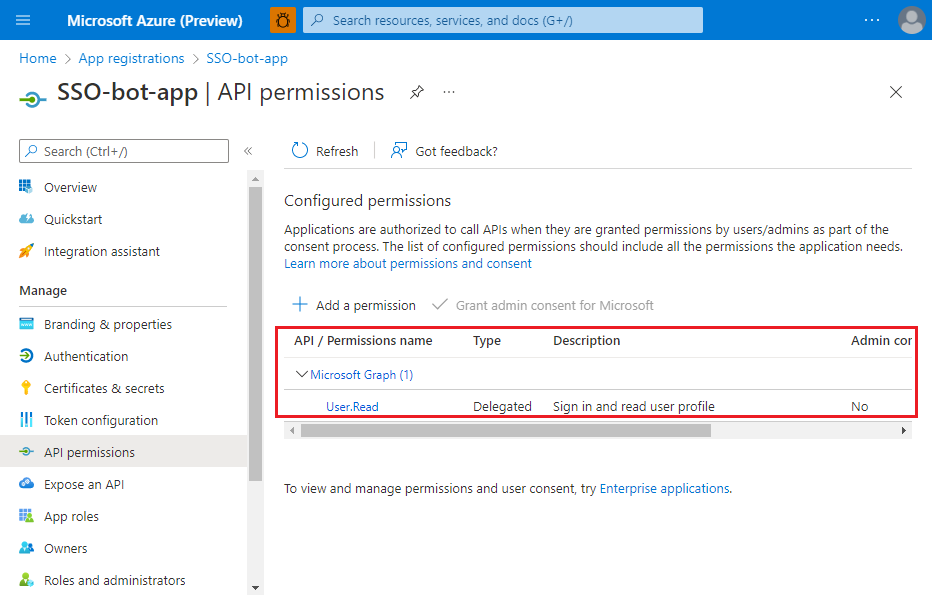 Microsoft Azure (Preview)
Search resources, services, and docs (G+/)
Home > App registrations > SSO-bot-app
SSO-bot-app | API permissions
Search (Ctrl+/)
Overview
Quickstart
Integration assistant
Manage
Branding & properties
Authentication
Certificates & secrets
Token configuration
API permissions
Expose an API
App roles
Owners
Roles and administrators
Refresh
Got feedback?
Configured permissions
Applications are authorized to call APIs when they are granted permissions by users/admins as part of the
consent process. The list of configured permissions should include all the permissions the application needs.
Learn more about permissions and consent
Add a permission
Grant admin consent for Microsoft
API / Permissions name Type Description Admin cor
Microsoft Graph (1)
User.Read Delegated Sign in and read user profile No
To view and manage permissions and user consent, try Enterprise applications.